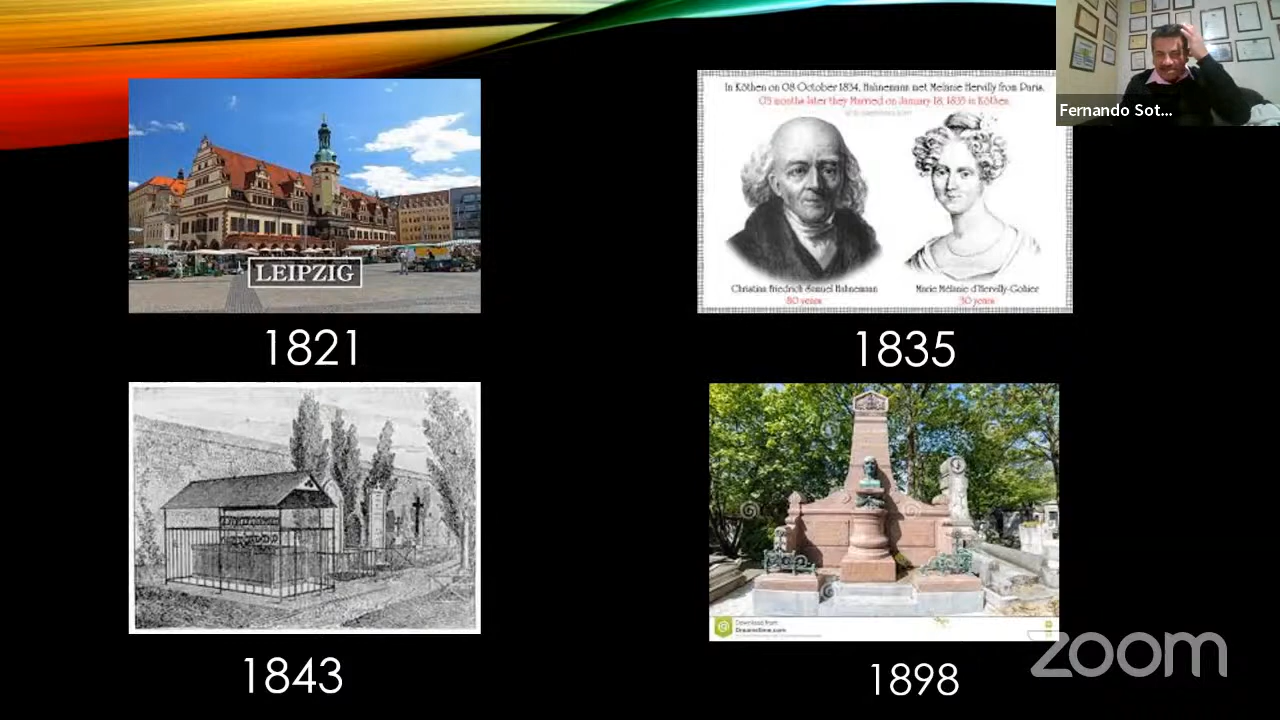 Fernando Sot...
In Köthen on 08 October 1834, Hahnemann met Melanie Hervilly from Paris.
03 months later they Married on January 18, 1835 in Köthen
LEIPZIG
Christian Friedrich Samuel Hahnemann
Marie Mélanie d'Hervilly-Gohier
80 years
30 years
1821
1835
Download from
Dreamstime.com
1843
1898
zoom